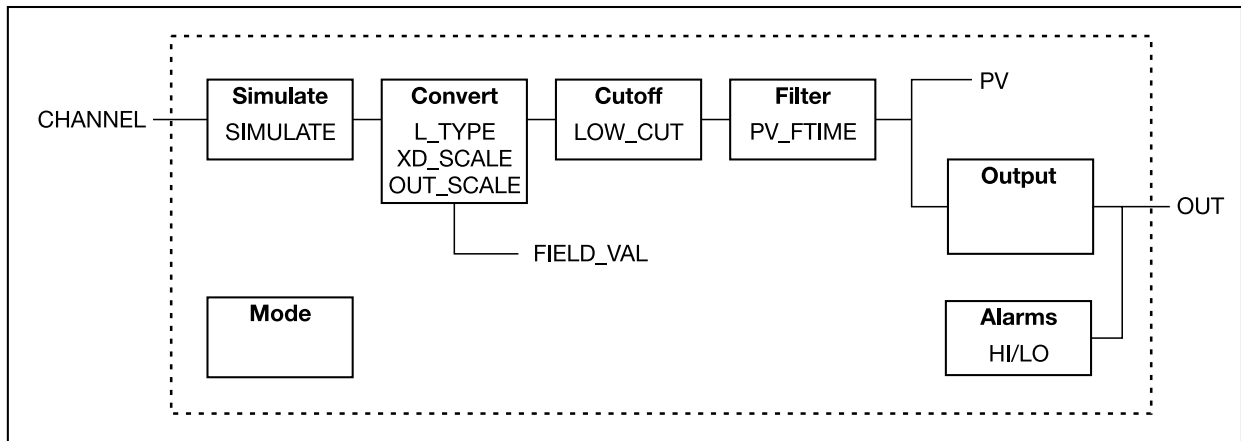 CHANNEL
Simulate
SIMULATE
Convert
L_TYPE
XD_SCALE
OUT_SCALE
Cutoff
LOW_CUT
Filter
PV_FTIME
PV
Output
OUT
FIELD_VAL
Mode
Alarms
HI/LO